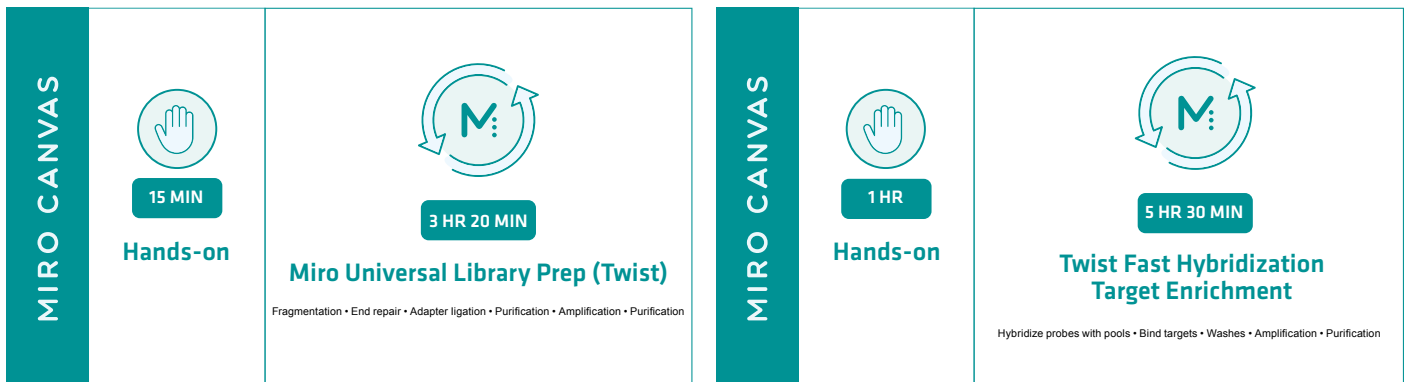 MIRO CANVAS
15 MIN
Hands-on
M
3 HR 20 MIN
Miro Universal Library Prep (Twist)
Fragmentation • End repair • Adapter ligation • Purification • Amplification • Purification
MIRO CANVAS
1 HR
Hands-on
M
5 HR 30 MIN
Twist Fast Hybridization
Target Enrichment
Hybridize probes with pools • Bind targets • Washes • Amplification • Purification